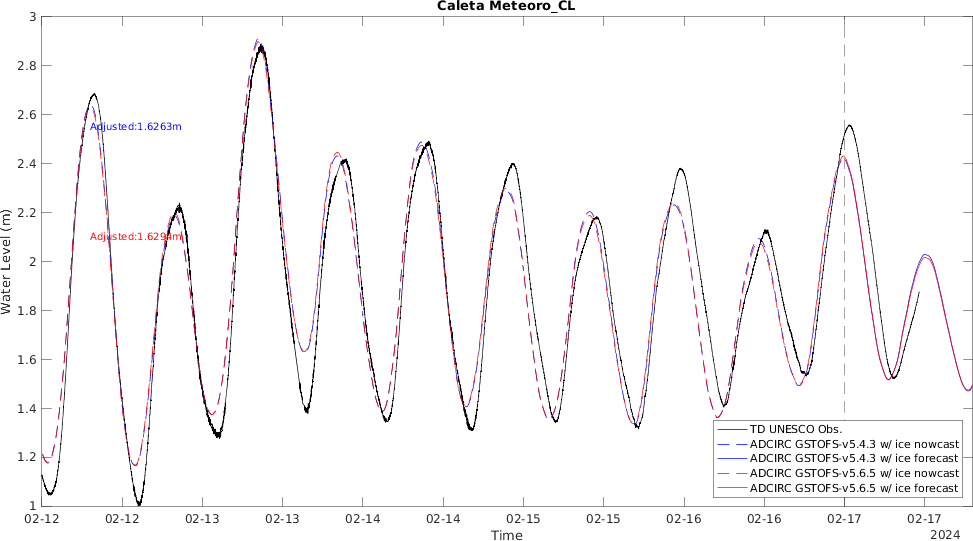 Caleta Meteoro_CL
3
2.8
2.6
2.4
2.2
2
1.8
1.6
1.4
1.2
1
Water Level (m)
Adjusted:1.6263m
Adjusted:1.6294m
TD UNESCO Obs.
ADCIRC GSTOFS-v5.4.3 w/ ice nowcast
ADCIRC GSTOFS-v5.4.3 w/ ice forecast
ADCIRC GSTOFS-v5.6.5 w/ ice nowcast
ADCIRC GSTOFS-v5.6.5 w/ ice forecast
02-12 02-12 02-13 02-13 02-14 02-14 02-15 02-15 02-16 02-16 02-17 02-17
Time
2024